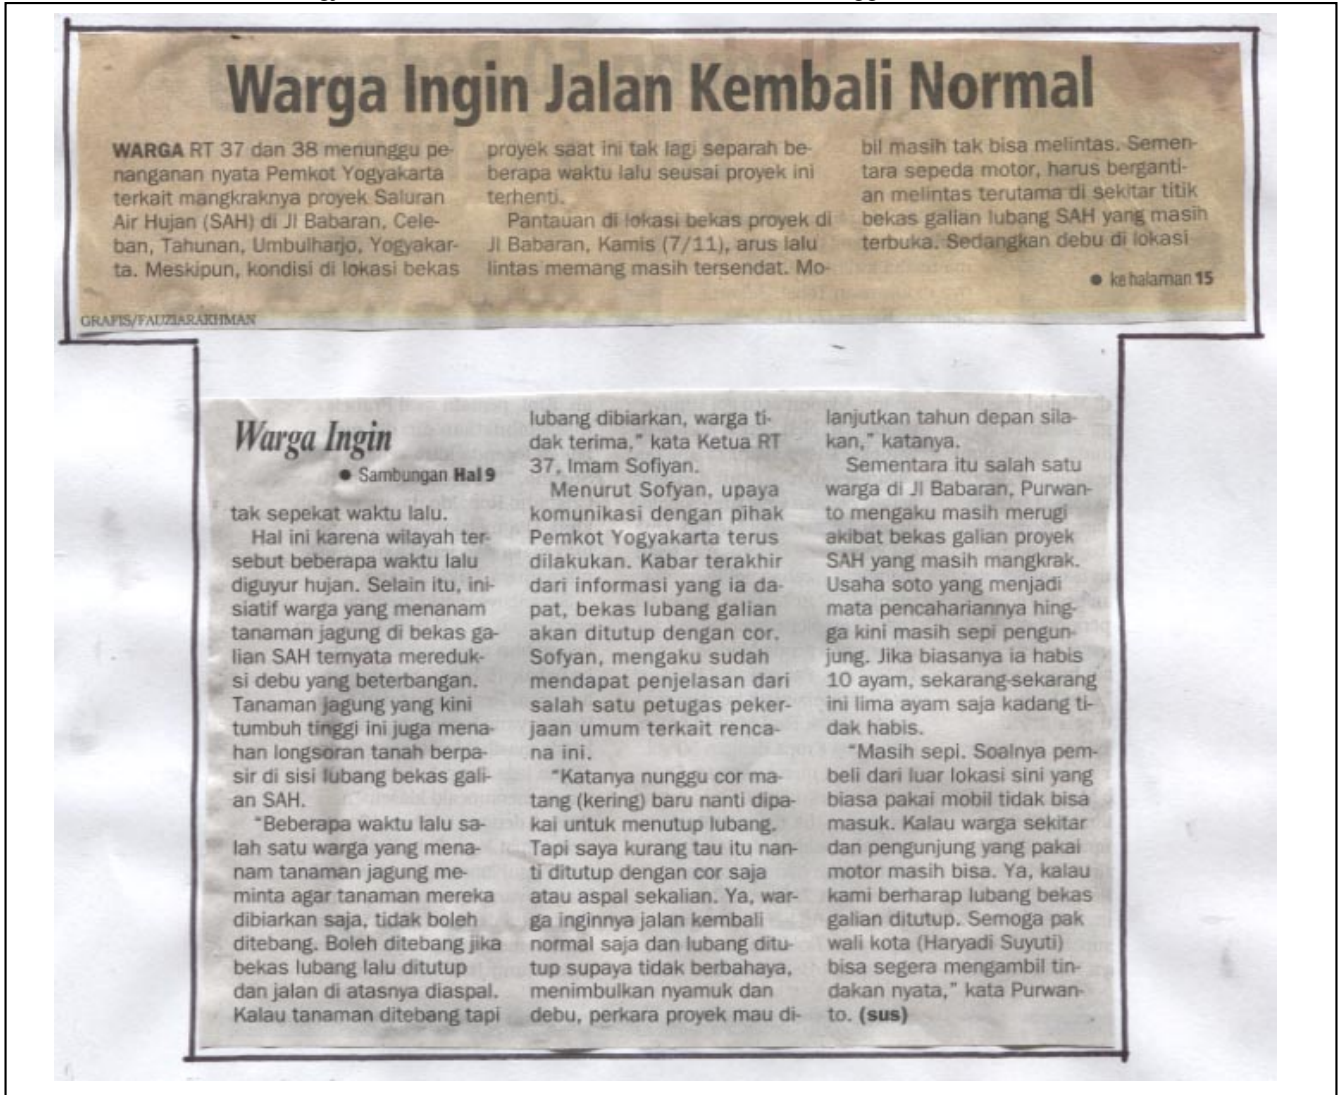 Warga Ingin Jalan Kembali Normal
WARGA RT 37 dan 38 menunggu pe-
nanganan nyata Pemkot Yogyakarta
terkait mangkraknya proyek Saluran
Air Hujan (SAH) di Jl Babaran, Cele-
ban, Tahunan, Umbulharjo, Yogyakar-
ta. Meskipun, kondisi di lokasi bekas
proyek saat ini tak lagi separah be-
berapa waktu lalu seusai proyek ini
terhenti.
Pantauan di lokasi bekas proyek di
Jl Babaran, Kamis (7/11), arus lalu
lintas memang masih tersendat. Mo-
bil masih tak bisa melintas. Semen-
tara sepeda motor, harus berganti-
an melintas terutama di sekitar titik
bekas galian lubang SAH yang masih
terbuka. Sedangkan debu di lokasi
● ke halaman 15
GRAFIS/FAUZIARAKHMAN
Warga Ingin
● Sambungan Hal 9
tak sepekat waktu lalu.
Hal ini karena wilayah ter-
sebut beberapa waktu lalu
diguyur hujan. Selain itu, ini-
siatif warga yang menanam
tanaman jagung di bekas ga-
lian SAH ternyata mereduk-
si debu yang beterbangan.
Tanaman jagung yang kini
tumbuh tinggi ini juga mena-
han longsoran tanah berpa-
sir di sisi lubang bekas gali-
an SAH.
"Beberapa waktu lalu sa-
lah satu warga yang mena-
nam tanaman jagung me-
minta agar tanaman mereka
dibiarkan saja, tidak boleh
ditebang. Boleh ditebang jika
bekas lubang lalu ditutup
dan jalan di atasnya diaspal.
Kalau tanaman ditebang tapi
lubang dibiarkan, warga ti-
dak terima," kata Ketua RT
37, Imam Sofiyan.
Menurut Sofyan, upaya
komunikasi dengan pihak
Pemkot Yogyakarta terus
dilakukan. Kabar terakhir
dari informasi yang ia da-
pat, bekas lubang galian
akan ditutup dengan cor.
Sofyan, mengaku sudah
mendapat penjelasan dari
salah satu petugas peker-
jaan umum terkait renca-
na ini.
"Katanya nunggu cor ma-
tang (kering) baru nanti dipa-
kai untuk menutup lubang.
Tapi saya kurang tau itu nan-
ti ditutup dengan cor saja
atau aspal sekalian. Ya, war-
ga inginnya jalan kembali
normal saja dan lubang ditu-
tup supaya tidak berbahaya,
menimbulkan nyamuk dan
debu, perkara proyek mau di-
lanjutkan tahun depan sila-
kan," katanya.
Sementara itu salah satu
warga di Jl Babaran, Purwan-
to mengaku masih merugi
akibat bekas galian proyek
SAH yang masih mangkrak.
Usaha soto yang menjadi
mata pencahariannya hing-
ga kini masih sepi pengun-
jung. Jika biasanya ia habis
10 ayam, sekarang-sekarang
ini lima ayam saja kadang ti-
dak habis.
"Masih sepi. Soalnya pem-
beli dari luar lokasi sini yang
biasa pakai mobil tidak bisa
masuk. Kalau warga sekitar
dan pengunjung yang pakai
motor masih bisa. Ya, kalau
kami berharap lubang bekas
galian ditutup. Semoga pak
wali kota (Haryadi Suyuti)
bisa segera mengambil tin-
dakan nyata," kata Purwan-
to. (sus)